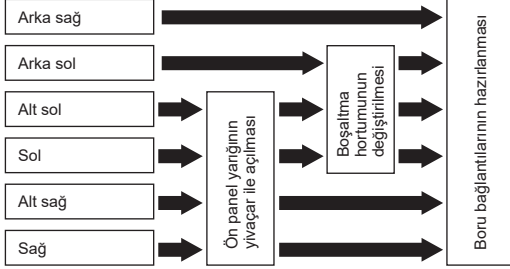 Arka sağ
Arka sol
Alt sol
Sol
Alt sağ
Sağ
Ön panel yarığının
yivaçar ile açılması
Boşaltma
hortumunun
değiştirilmesi
Boru bağlantılarının hazırlanması